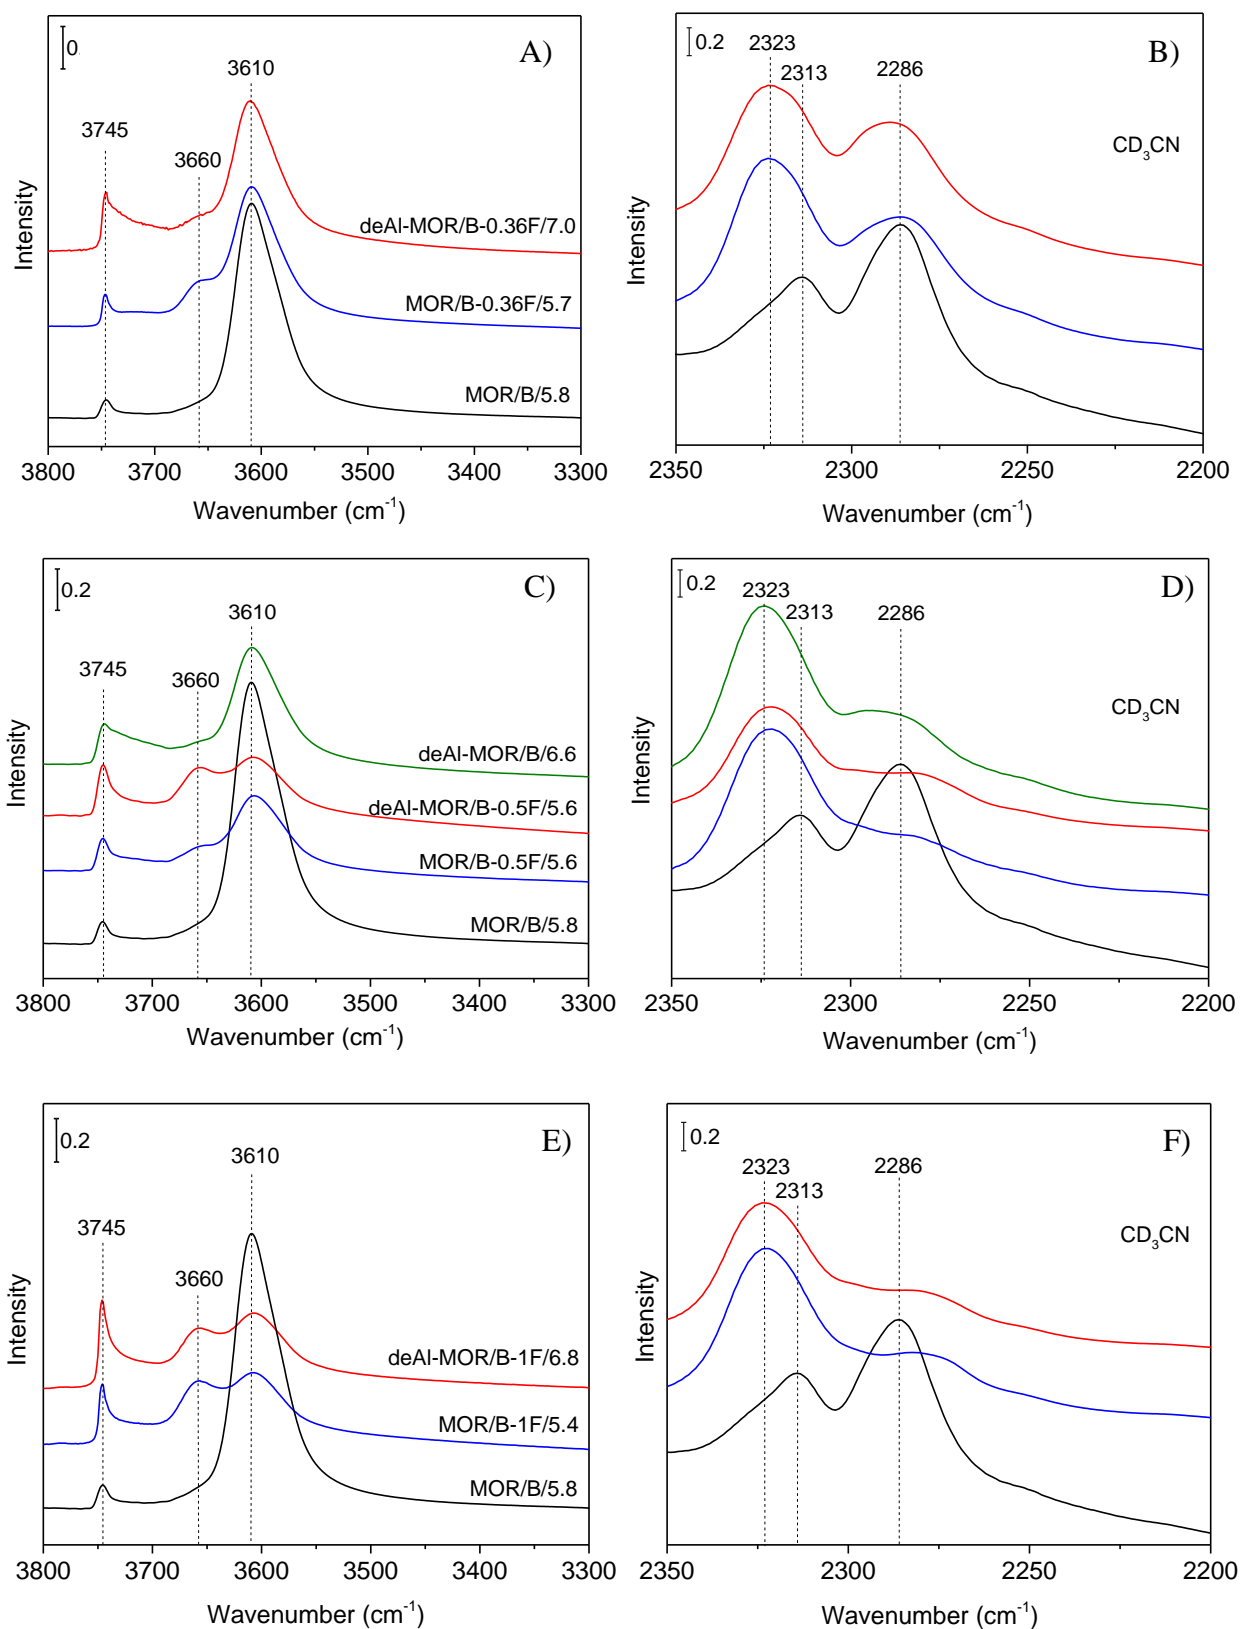 0.
A)
3610
3745
3660
deAl-MOR/B-0.36F/7.0
MOR/B-0.36F/5.7
MOR/B/5.8
Intensity
3800 3700 3600 3500 3400 3300
Wavenumber (cm⁻¹)
0.2
2323
2313
2286
B)
CD₃CN
Intensity
2350 2300 2250 2200
Wavenumber (cm⁻¹)
0.2
C)
3610
3745
3660
deAl-MOR/B/6.6
deAl-MOR/B-0.5F/5.6
MOR/B-0.5F/5.6
MOR/B/5.8
Intensity
3800 3700 3600 3500 3400 3300
Wavenumber (cm⁻¹)
0.2
2323
2313
2286
D)
CD₃CN
Intensity
2350 2300 2250 2200
Wavenumber (cm⁻¹)
0.2
E)
3610
3745
3660
deAl-MOR/B-1F/6.8
MOR/B-1F/5.4
MOR/B/5.8
Intensity
3800 3700 3600 3500 3400 3300
Wavenumber (cm⁻¹)
0.2
2323
2313
2286
F)
CD₃CN
Intensity
2350 2300 2250 2200
Wavenumber (cm⁻¹)